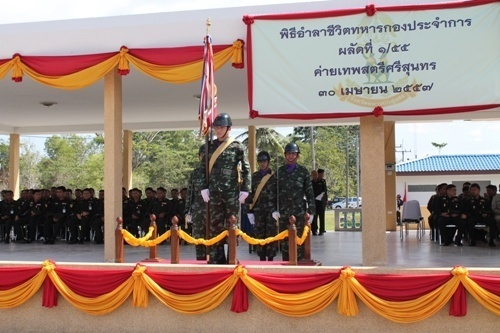 พิธีอำลาชีวิตทหารกองประจำการ
ผลัดที่ ๑/๕๕
ค่ายเทพสตรีศรีสุนทร
๓๐ เมษายน ๒๕๕๗